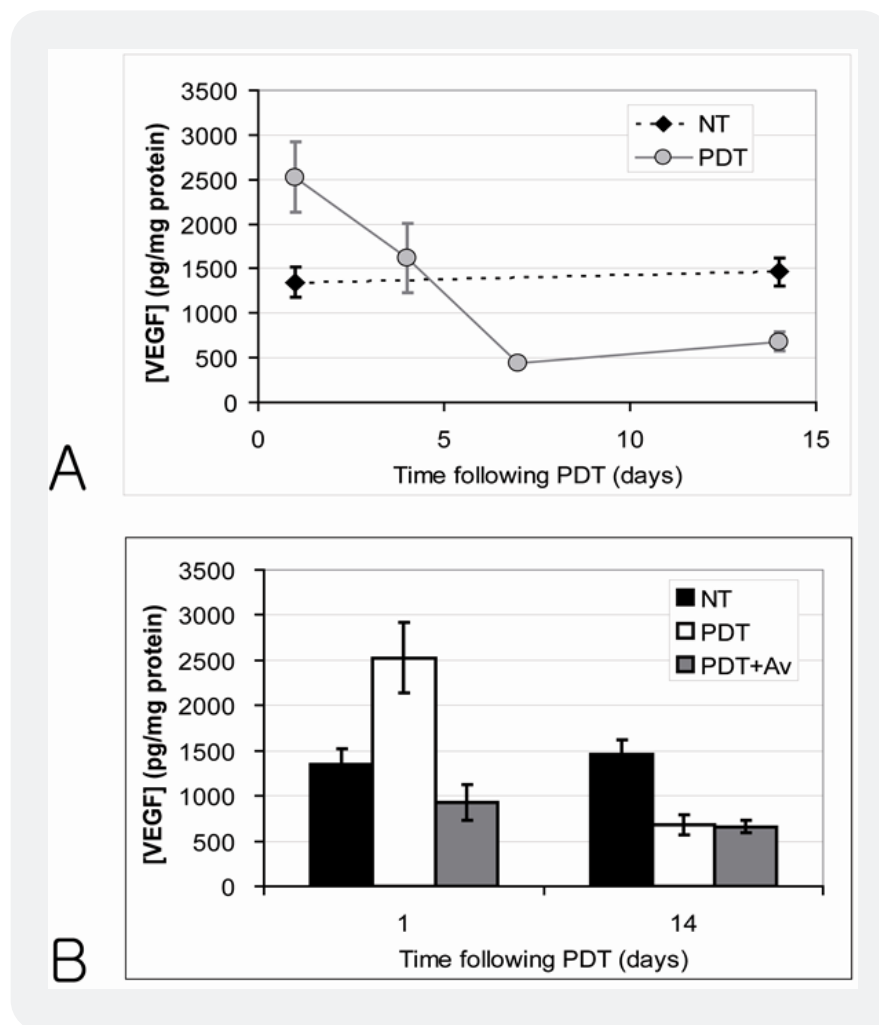 3500
3000
2500
2000
1500
1000
500
0
[VEGF] (pg/mg protein)
NT
PDT
0 5 10 15
Time following PDT (days)
A
3500
3000
2500
2000
1500
1000
500
0
[VEGF] (pg/mg protein)
NT
PDT
PDT+Av
1 14
Time following PDT (days)
B